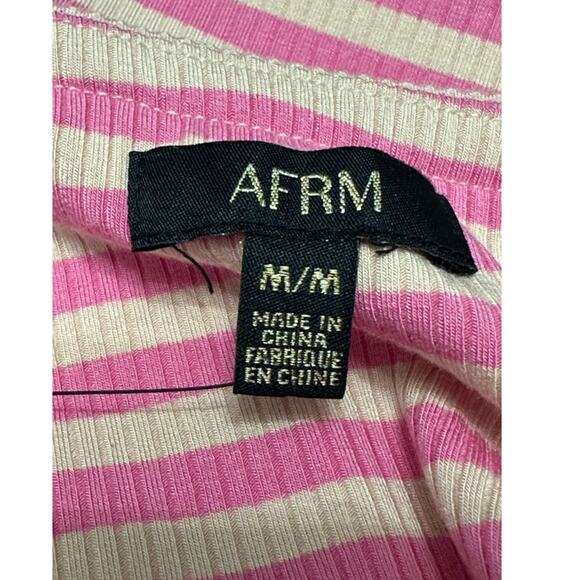 AFRM
M/M
MADE IN
CHINA
FABRIQUE
EN CHINE